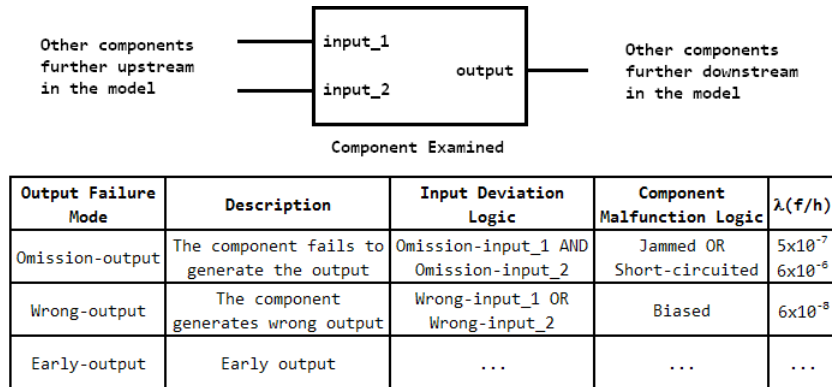 Other components
further upstream
in the model
input_1
input_2
output
Other components
further downstream
in the model
Component Examined
Output Failure Mode
Description
Input Deviation Logic
Component Malfunction Logic
λ(f/h)
Omission-output
The component fails to
generate the output
Omission-input_1 AND
Omission-input_2
Jammed OR
Short-circuited
5x10⁻⁷
6x10⁻⁶
Wrong-output
The component
generates wrong output
Wrong-input_1 OR
Wrong-input_2
Biased
6x10⁻⁸
Early-output
Early output
...
...
...